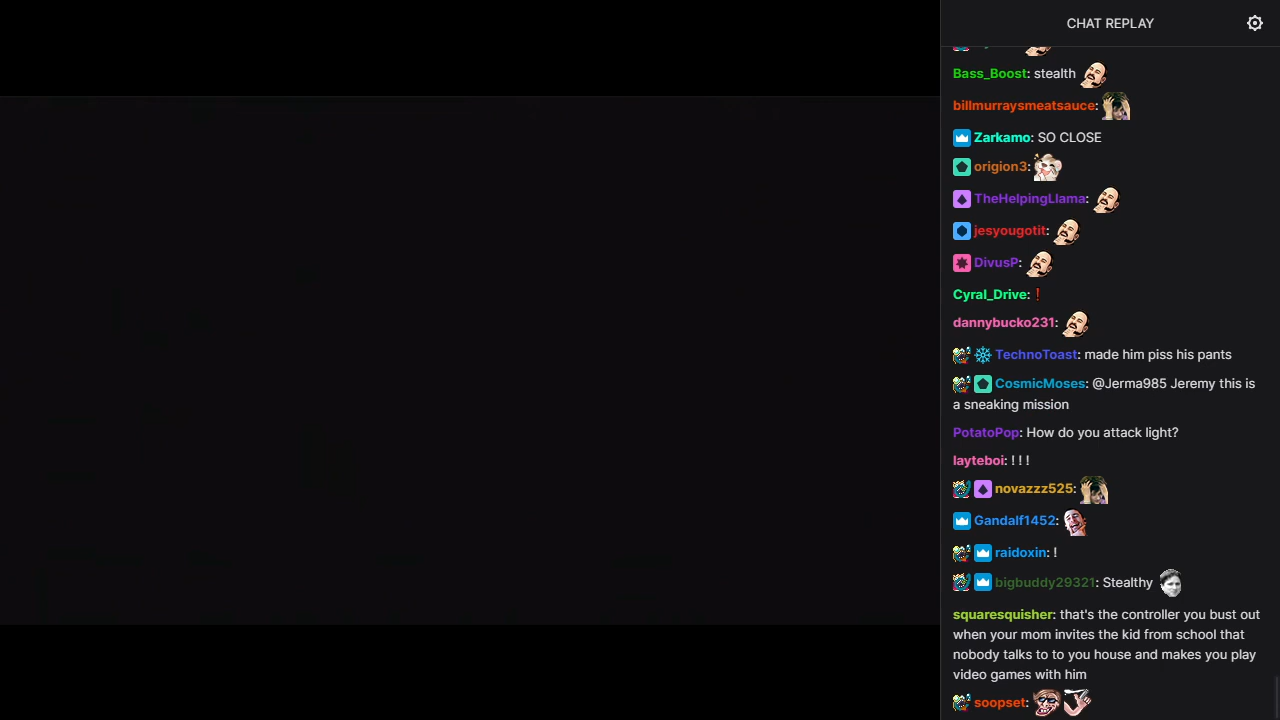 CHAT REPLAY
Bass_Boost: stealth
billmurraysmeatsauce:
Zarkamo: SO CLOSE
origion3:
TheHelpingLlama:
jesyougotit:
DivusP:
Cyral_Drive: !
dannybucko231:
TechnoToast: made him piss his pants
CosmicMoses: @Jerma985 Jeremy this is
a sneaking mission
PotatoPop: How do you attack light?
layteboi: ! ! !
novazzz525:
Gandalf1452:
raidoxin: !
bigbuddy29321: Stealthy
squaresquisher: that's the controller you bust out
when your mom invites the kid from school that
nobody talks to to you house and makes you play
video games with him
soopset: